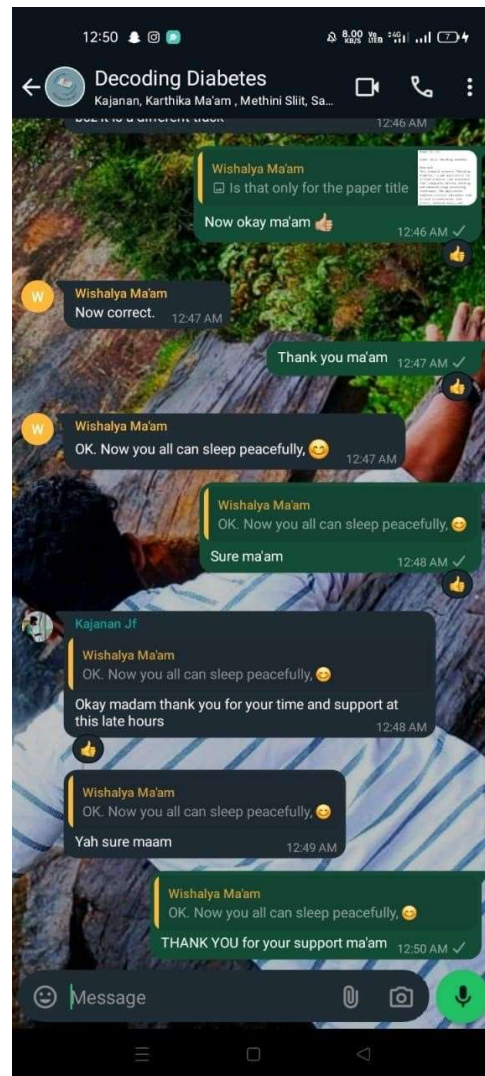 12:50
8.00 KB/S
Vo LTE
4G
7
Decoding Diabetes
Kajanan, Karthika Ma'am , Methini Sliit, Sa...
12:46 AM
Wishalya Ma'am
Is that only for the paper title
Now okay ma'am 👍
12:46 AM
👍
W
Wishalya Ma'am
Now correct. 12:47 AM
Thank you ma'am 12:47 AM
👍
W
Wishalya Ma'am
OK. Now you all can sleep peacefully, 😊
12:47 AM
Wishalya Ma'am
OK. Now you all can sleep peacefully, 😊
Sure ma'am
12:48 AM
👍
Kajanan Jf
Wishalya Ma'am
OK. Now you all can sleep peacefully, 😊
Okay madam thank you for your time and support at
this late hours
12:48 AM
👍
Wishalya Ma'am
OK. Now you all can sleep peacefully, 😊
Yah sure maam
12:49 AM
Wishalya Ma'am
OK. Now you all can sleep peacefully, 😊
THANK YOU for your support ma'am 12:50 AM
Message